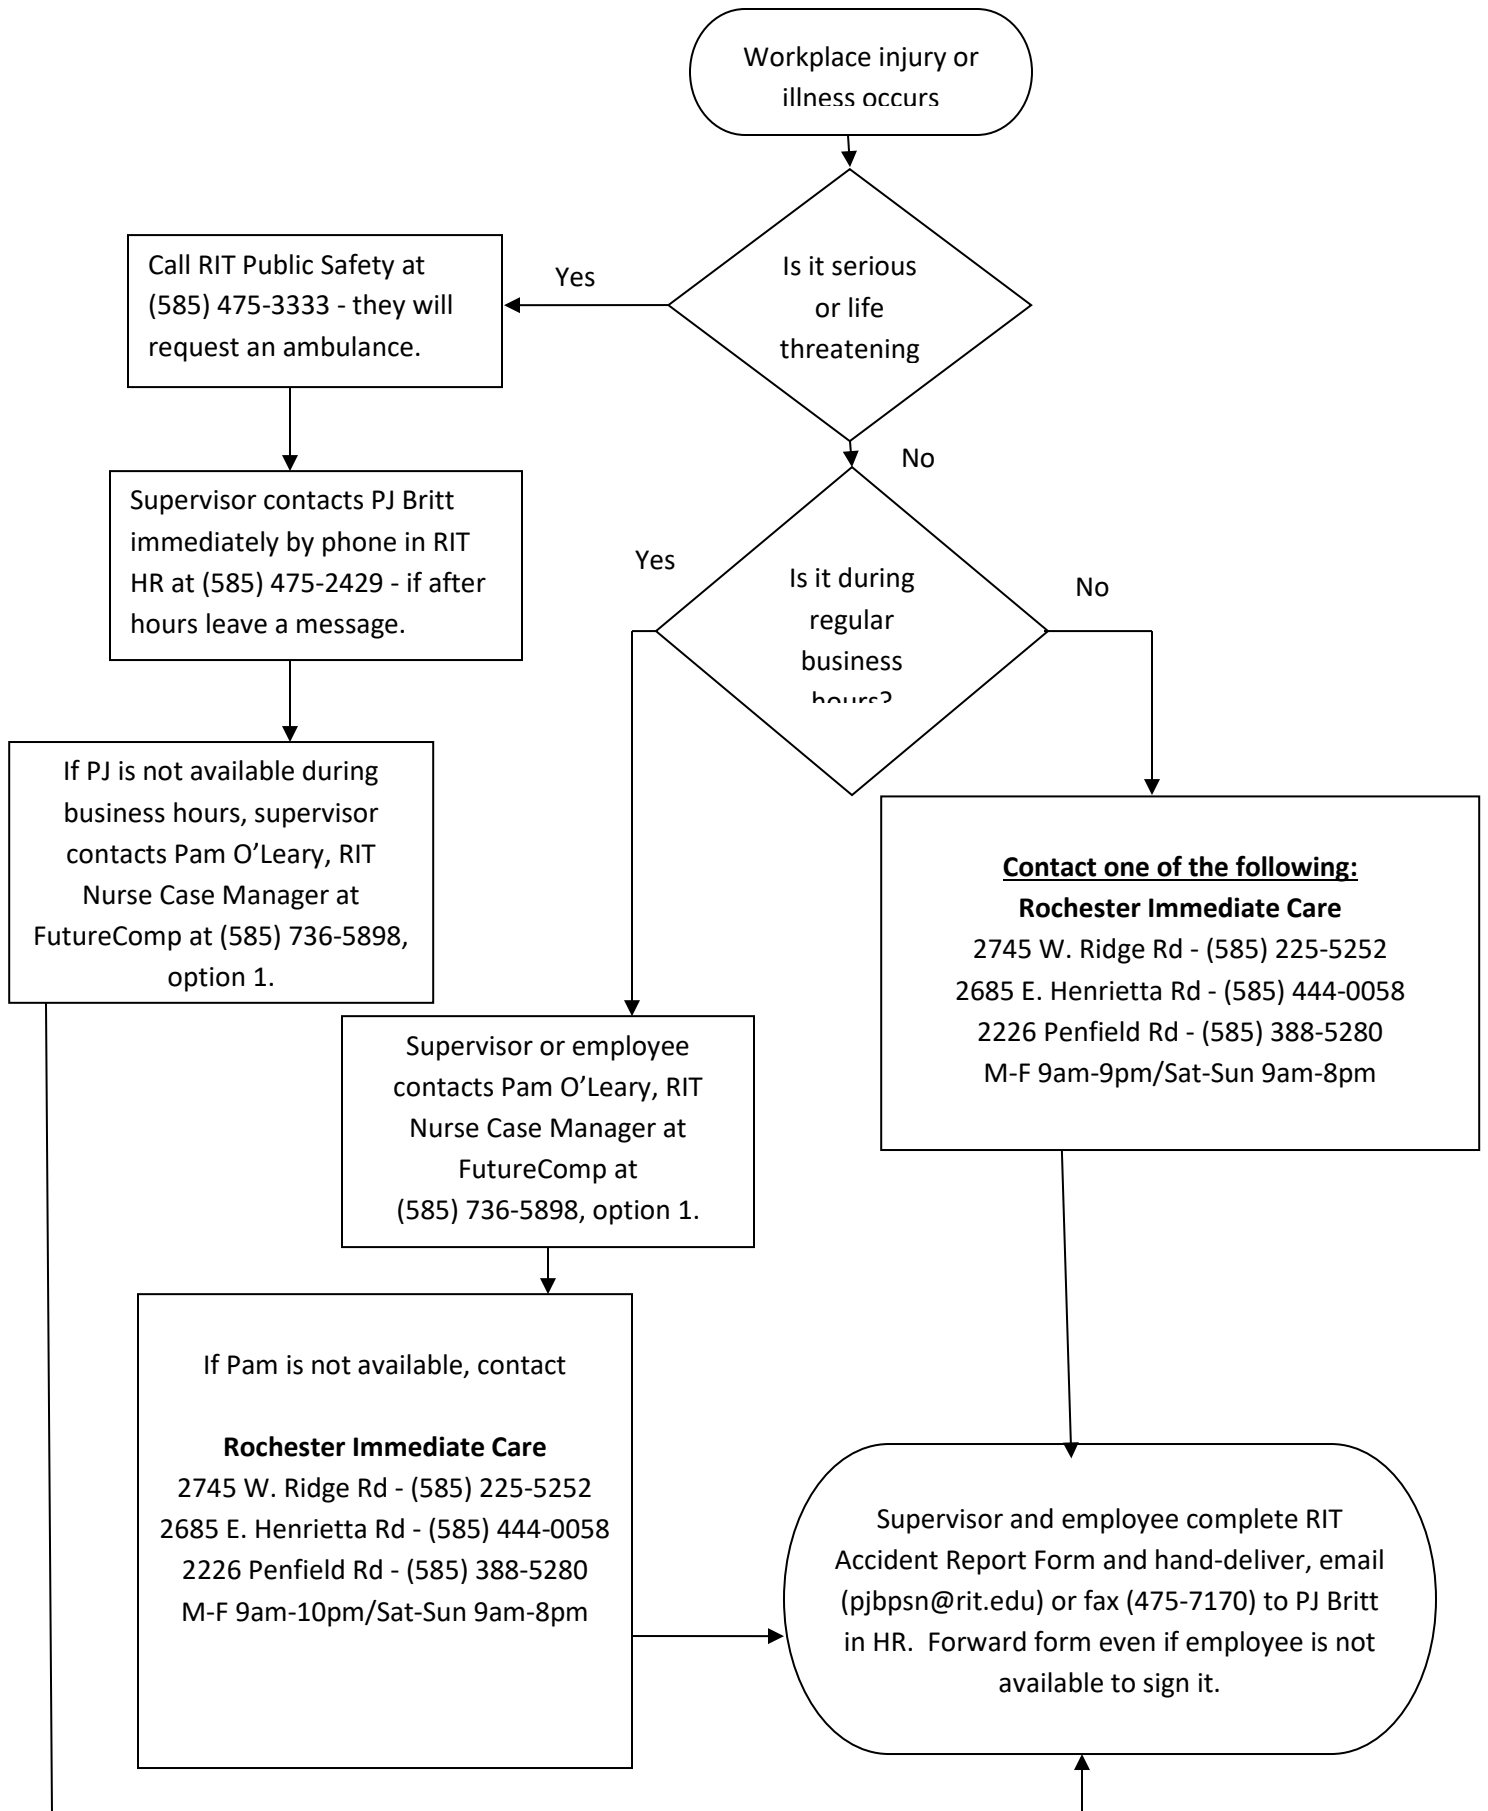 Workplace injury or
illness occurs
Is it serious
or life
threatening
Yes
Call RIT Public Safety at
(585) 475-3333 - they will
request an ambulance.
No
Supervisor contacts PJ Britt
immediately by phone in RIT
HR at (585) 475-2429 - if after
hours leave a message.
Yes
Is it during
regular
business
hours?
No
If PJ is not available during
business hours, supervisor
contacts Pam O’Leary, RIT
Nurse Case Manager at
FutureComp at (585) 736-5898,
option 1.
Contact one of the following:
Rochester Immediate Care
2745 W. Ridge Rd - (585) 225-5252
2685 E. Henrietta Rd - (585) 444-0058
2226 Penfield Rd - (585) 388-5280
M-F 9am-9pm/Sat-Sun 9am-8pm
Supervisor or employee
contacts Pam O’Leary, RIT
Nurse Case Manager at
FutureComp at
(585) 736-5898, option 1.
If Pam is not available, contact
Rochester Immediate Care
2745 W. Ridge Rd - (585) 225-5252
2685 E. Henrietta Rd - (585) 444-0058
2226 Penfield Rd - (585) 388-5280
M-F 9am-10pm/Sat-Sun 9am-8pm
Supervisor and employee complete RIT
Accident Report Form and hand-deliver, email
(pjbpsn@rit.edu) or fax (475-7170) to PJ Britt
in HR.  Forward form even if employee is not
available to sign it.